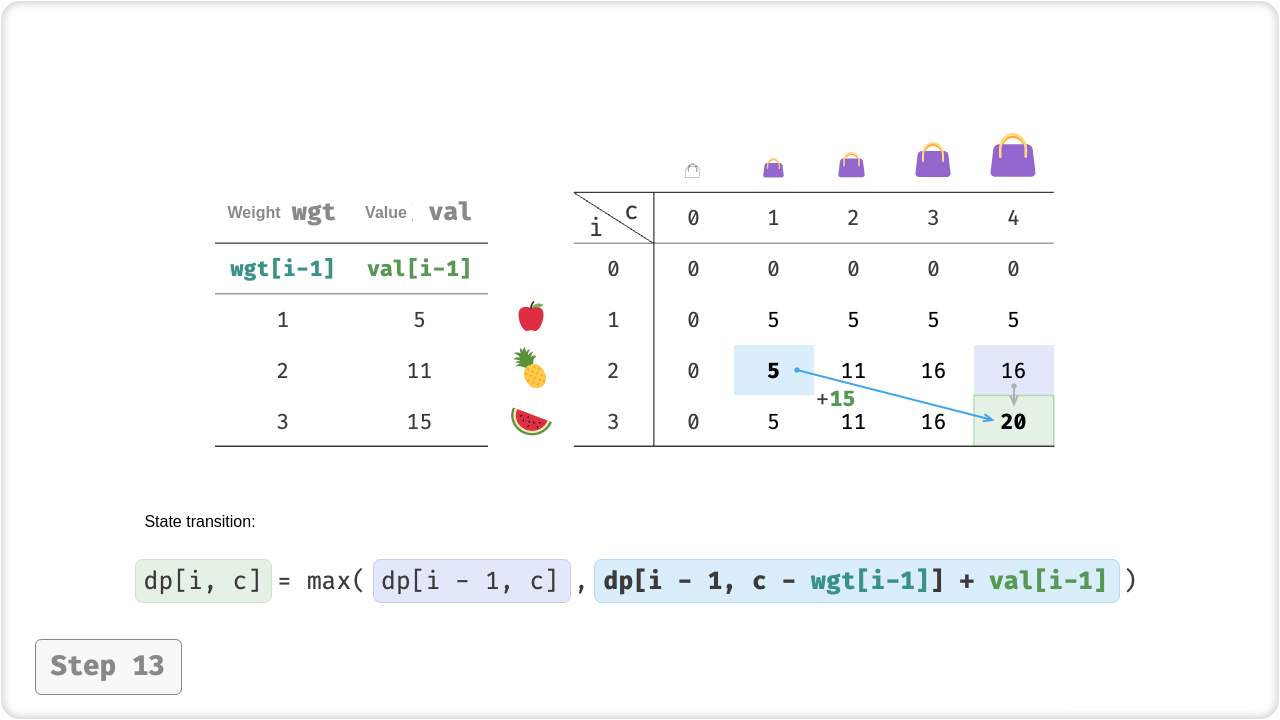 Weight wgt Value val
wgt[i-1] val[i-1]
1 5
2 11
3 15
c
i
0 1 2 3 4
0 0 0 0 0 0
1 0 5 5 5 5
2 0 5 11 16 16
+15
3 0 5 11 16 20
State transition:
dp[i, c] = max( dp[i - 1, c] , dp[i - 1, c - wgt[i-1]] + val[i-1] )
Step 13